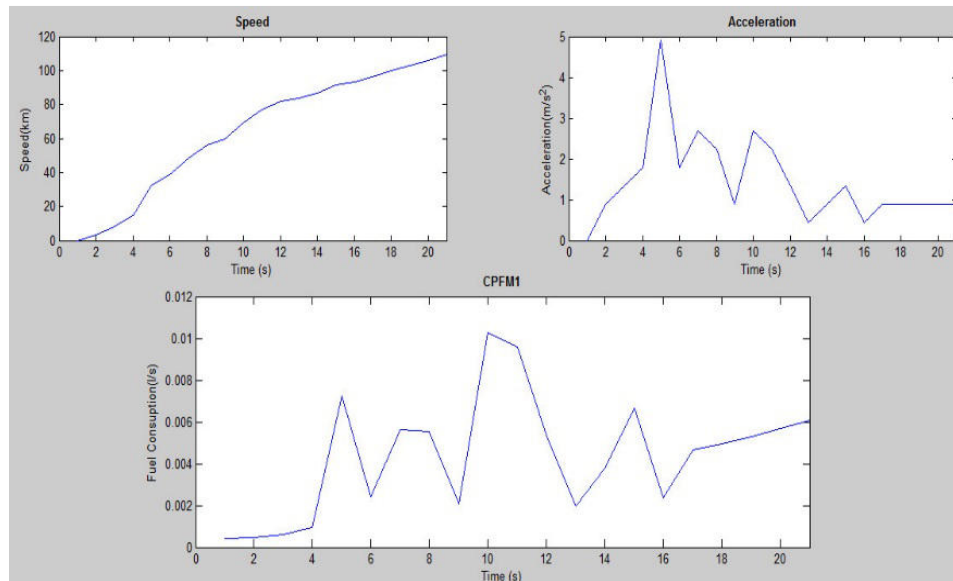 Speed
120
100
80
60
40
20
0
Speed(km)
0 2 4 6 8 10 12 14 16 18 20
Time (s)
Acceleration
5
4
3
2
1
0
Acceleration(m/s²)
0 2 4 6 8 10 12 14 16 18 20
Time (s)
CPFM1
0.012
0.01
0.008
0.006
0.004
0.002
0
Fuel Consuption(l/s)
0 2 4 6 8 10 12 14 16 18 20
Time (s)